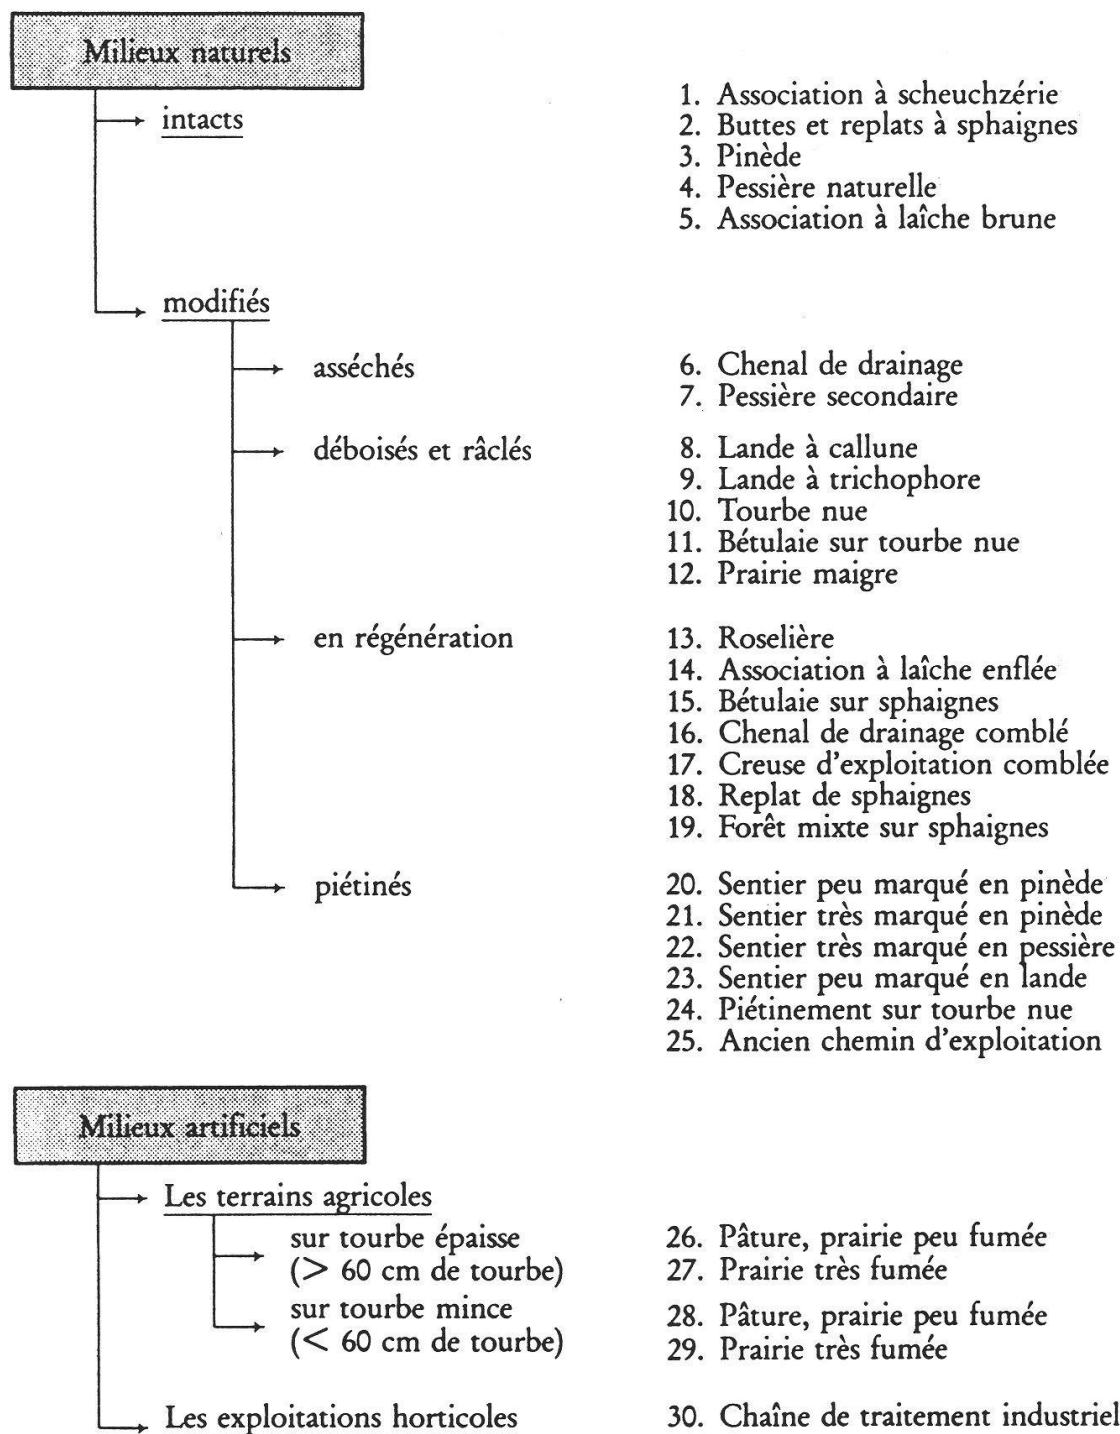 Milieux naturels
intacts
1. Association à scheuchzérie
2. Buttes et replats à sphaignes
3. Pinède
4. Pessière naturelle
5. Association à laîche brune
modifiés
asséchés
6. Chenal de drainage
7. Pessière secondaire
déboisés et râclés
8. Lande à callune
9. Lande à trichophore
10. Tourbe nue
11. Bétulaie sur tourbe nue
12. Prairie maigre
en régénération
13. Roselière
14. Association à laîche enflée
15. Bétulaie sur sphaignes
16. Chenal de drainage comblé
17. Creuse d'exploitation comblée
18. Replat de sphaignes
19. Forêt mixte sur sphaignes
piétinés
20. Sentier peu marqué en pinède
21. Sentier très marqué en pinède
22. Sentier très marqué en pessière
23. Sentier peu marqué en lande
24. Piétinement sur tourbe nue
25. Ancien chemin d'exploitation
Milieux artificiels
Les terrains agricoles
sur tourbe épaisse
(> 60 cm de tourbe)
26. Pâture, prairie peu fumée
27. Prairie très fumée
sur tourbe mince
(< 60 cm de tourbe)
28. Pâture, prairie peu fumée
29. Prairie très fumée
Les exploitations horticoles
30. Chaîne de traitement industriel